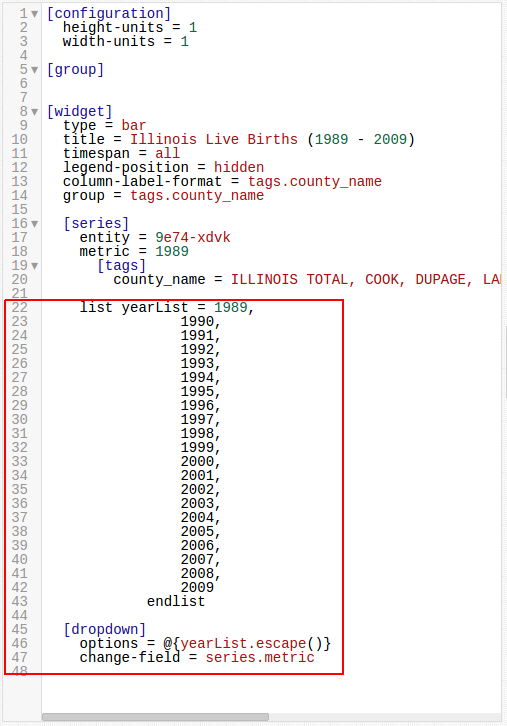 1 [configuration]
2 height-units = 1
3 width-units = 1
4
5 [group]
6
7
8 [widget]
9 type = bar
10 title = Illinois Live Births (1989 - 2009)
11 timespan = all
12 legend-position = hidden
13 column-label-format = tags.county_name
14 group = tags.county_name
15
16 [series]
17 entity = 9e74-xdvk
18 metric = 1989
19 [tags]
20 county_name = ILLINOIS TOTAL, COOK, DUPAGE,
21
22 list yearList = 1989,
23 1990,
24 1991,
25 1992,
26 1993,
27 1994,
28 1995,
29 1996,
30 1997,
31 1998,
32 1999,
33 2000,
34 2001,
35 2002,
36 2003,
37 2004,
38 2005,
39 2006,
40 2007,
41 2008,
42 2009
43 endlist
44
45 [dropdown]
46 options = @{yearList.escape()}
47 change-field = series.metric
48